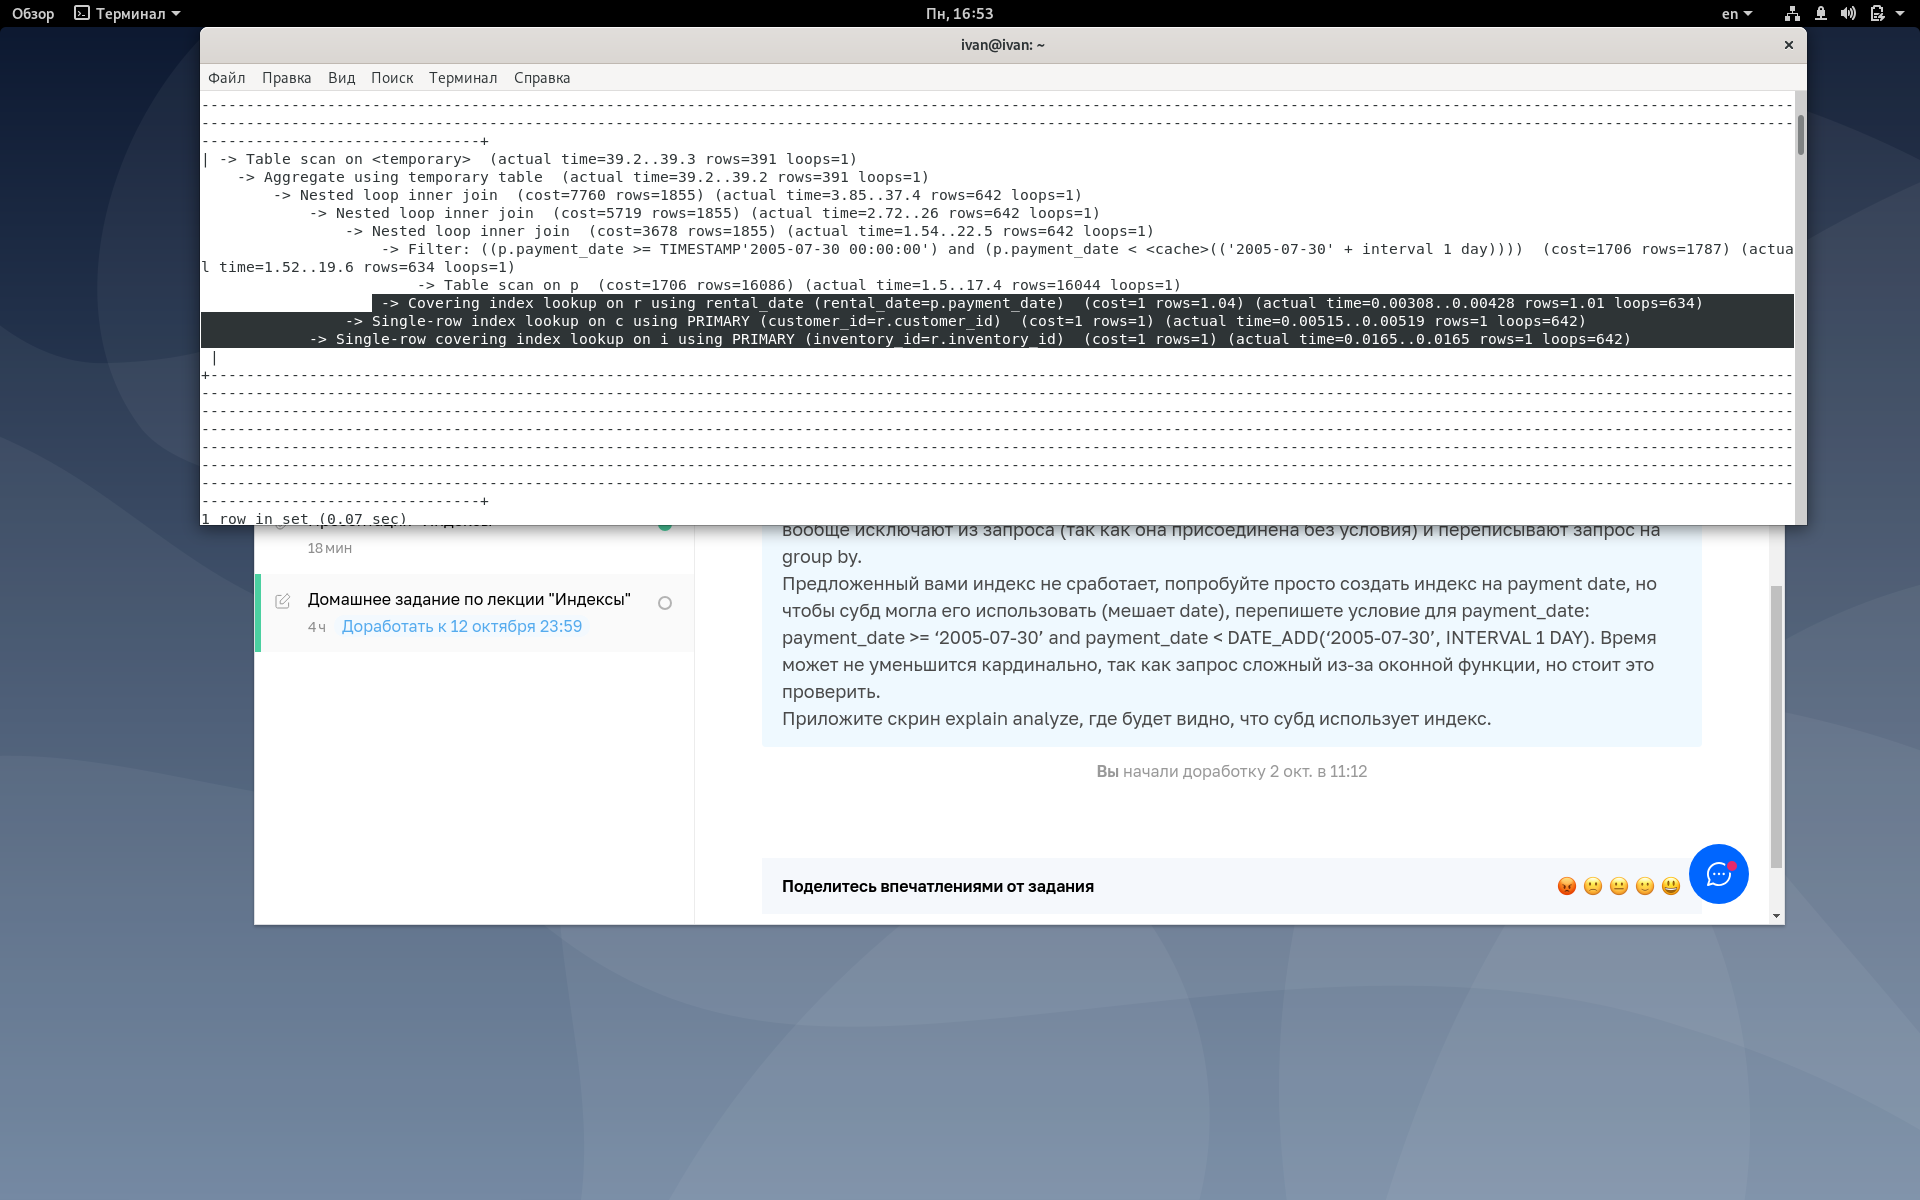 Обзор
Терминал
Пн, 16:53
en
ivan@ivan: ~
Файл Правка Вид Поиск Терминал Справка
------------------------------+
| -> Table scan on <temporary>  (actual time=39.2..39.3 rows=391 loops=1)
    -> Aggregate using temporary table  (actual time=39.2..39.2 rows=391 loops=1)
        -> Nested loop inner join  (cost=7760 rows=1855) (actual time=3.85..37.4 rows=642 loops=1)
            -> Nested loop inner join  (cost=5719 rows=1855) (actual time=2.72..26 rows=642 loops=1)
                -> Nested loop inner join  (cost=3678 rows=1855) (actual time=1.54..22.5 rows=642 loops=1)
                    -> Filter: ((p.payment_date >= TIMESTAMP'2005-07-30 00:00:00') and (p.payment_date < <cache>(('2005-07-30' + interval 1 day))))  (cost=1706 rows=1787) (actua
l time=1.52..19.6 rows=634 loops=1)
                        -> Table scan on p  (cost=1706 rows=16086) (actual time=1.5..17.4 rows=16044 loops=1)
                    -> Covering index lookup on r using rental_date (rental_date=p.payment_date)  (cost=1 rows=1.04) (actual time=0.00308..0.00428 rows=1.01 loops=634)
                -> Single-row index lookup on c using PRIMARY (customer_id=r.customer_id)  (cost=1 rows=1) (actual time=0.00515..0.00519 rows=1 loops=642)
            -> Single-row covering index lookup on i using PRIMARY (inventory_id=r.inventory_id)  (cost=1 rows=1) (actual time=0.0165..0.0165 rows=1 loops=642)
 |
------------------------------+
1 row in set (0.07 sec)
18 мин
Домашнее задание по лекции "Индексы"
4 ч Доработать к 12 октября 23:59
вообще исключают из запроса (так как она присоединена без условия) и переписывают запрос на
group by.
Предложенный вами индекс не сработает, попробуйте просто создать индекс на payment date, но
чтобы субд могла его использовать (мешает date), перепишете условие для payment_date:
payment_date >= ‘2005-07-30’ and payment_date < DATE_ADD(‘2005-07-30’, INTERVAL 1 DAY). Время
может не уменьшится кардинально, так как запрос сложный из-за оконной функции, но стоит это
проверить.
Приложите скрин explain analyze, где будет видно, что субд использует индекс.
Вы начали доработку 2 окт. в 11:12
Поделитесь впечатлениями от задания